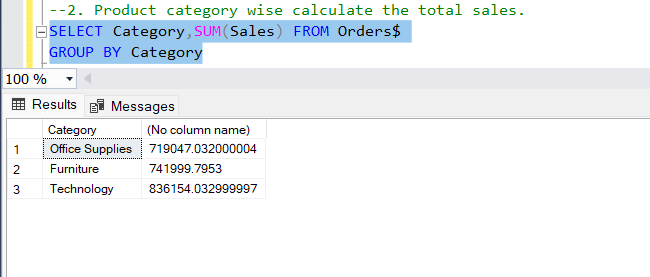 --2. Product category wise calculate the total sales.
SELECT Category,SUM(Sales) FROM Orders$
GROUP BY Category
100 %
Results Messages
Category (No column name)
1 Office Supplies 719047.032000004
2 Furniture 741999.7953
3 Technology 836154.032999997